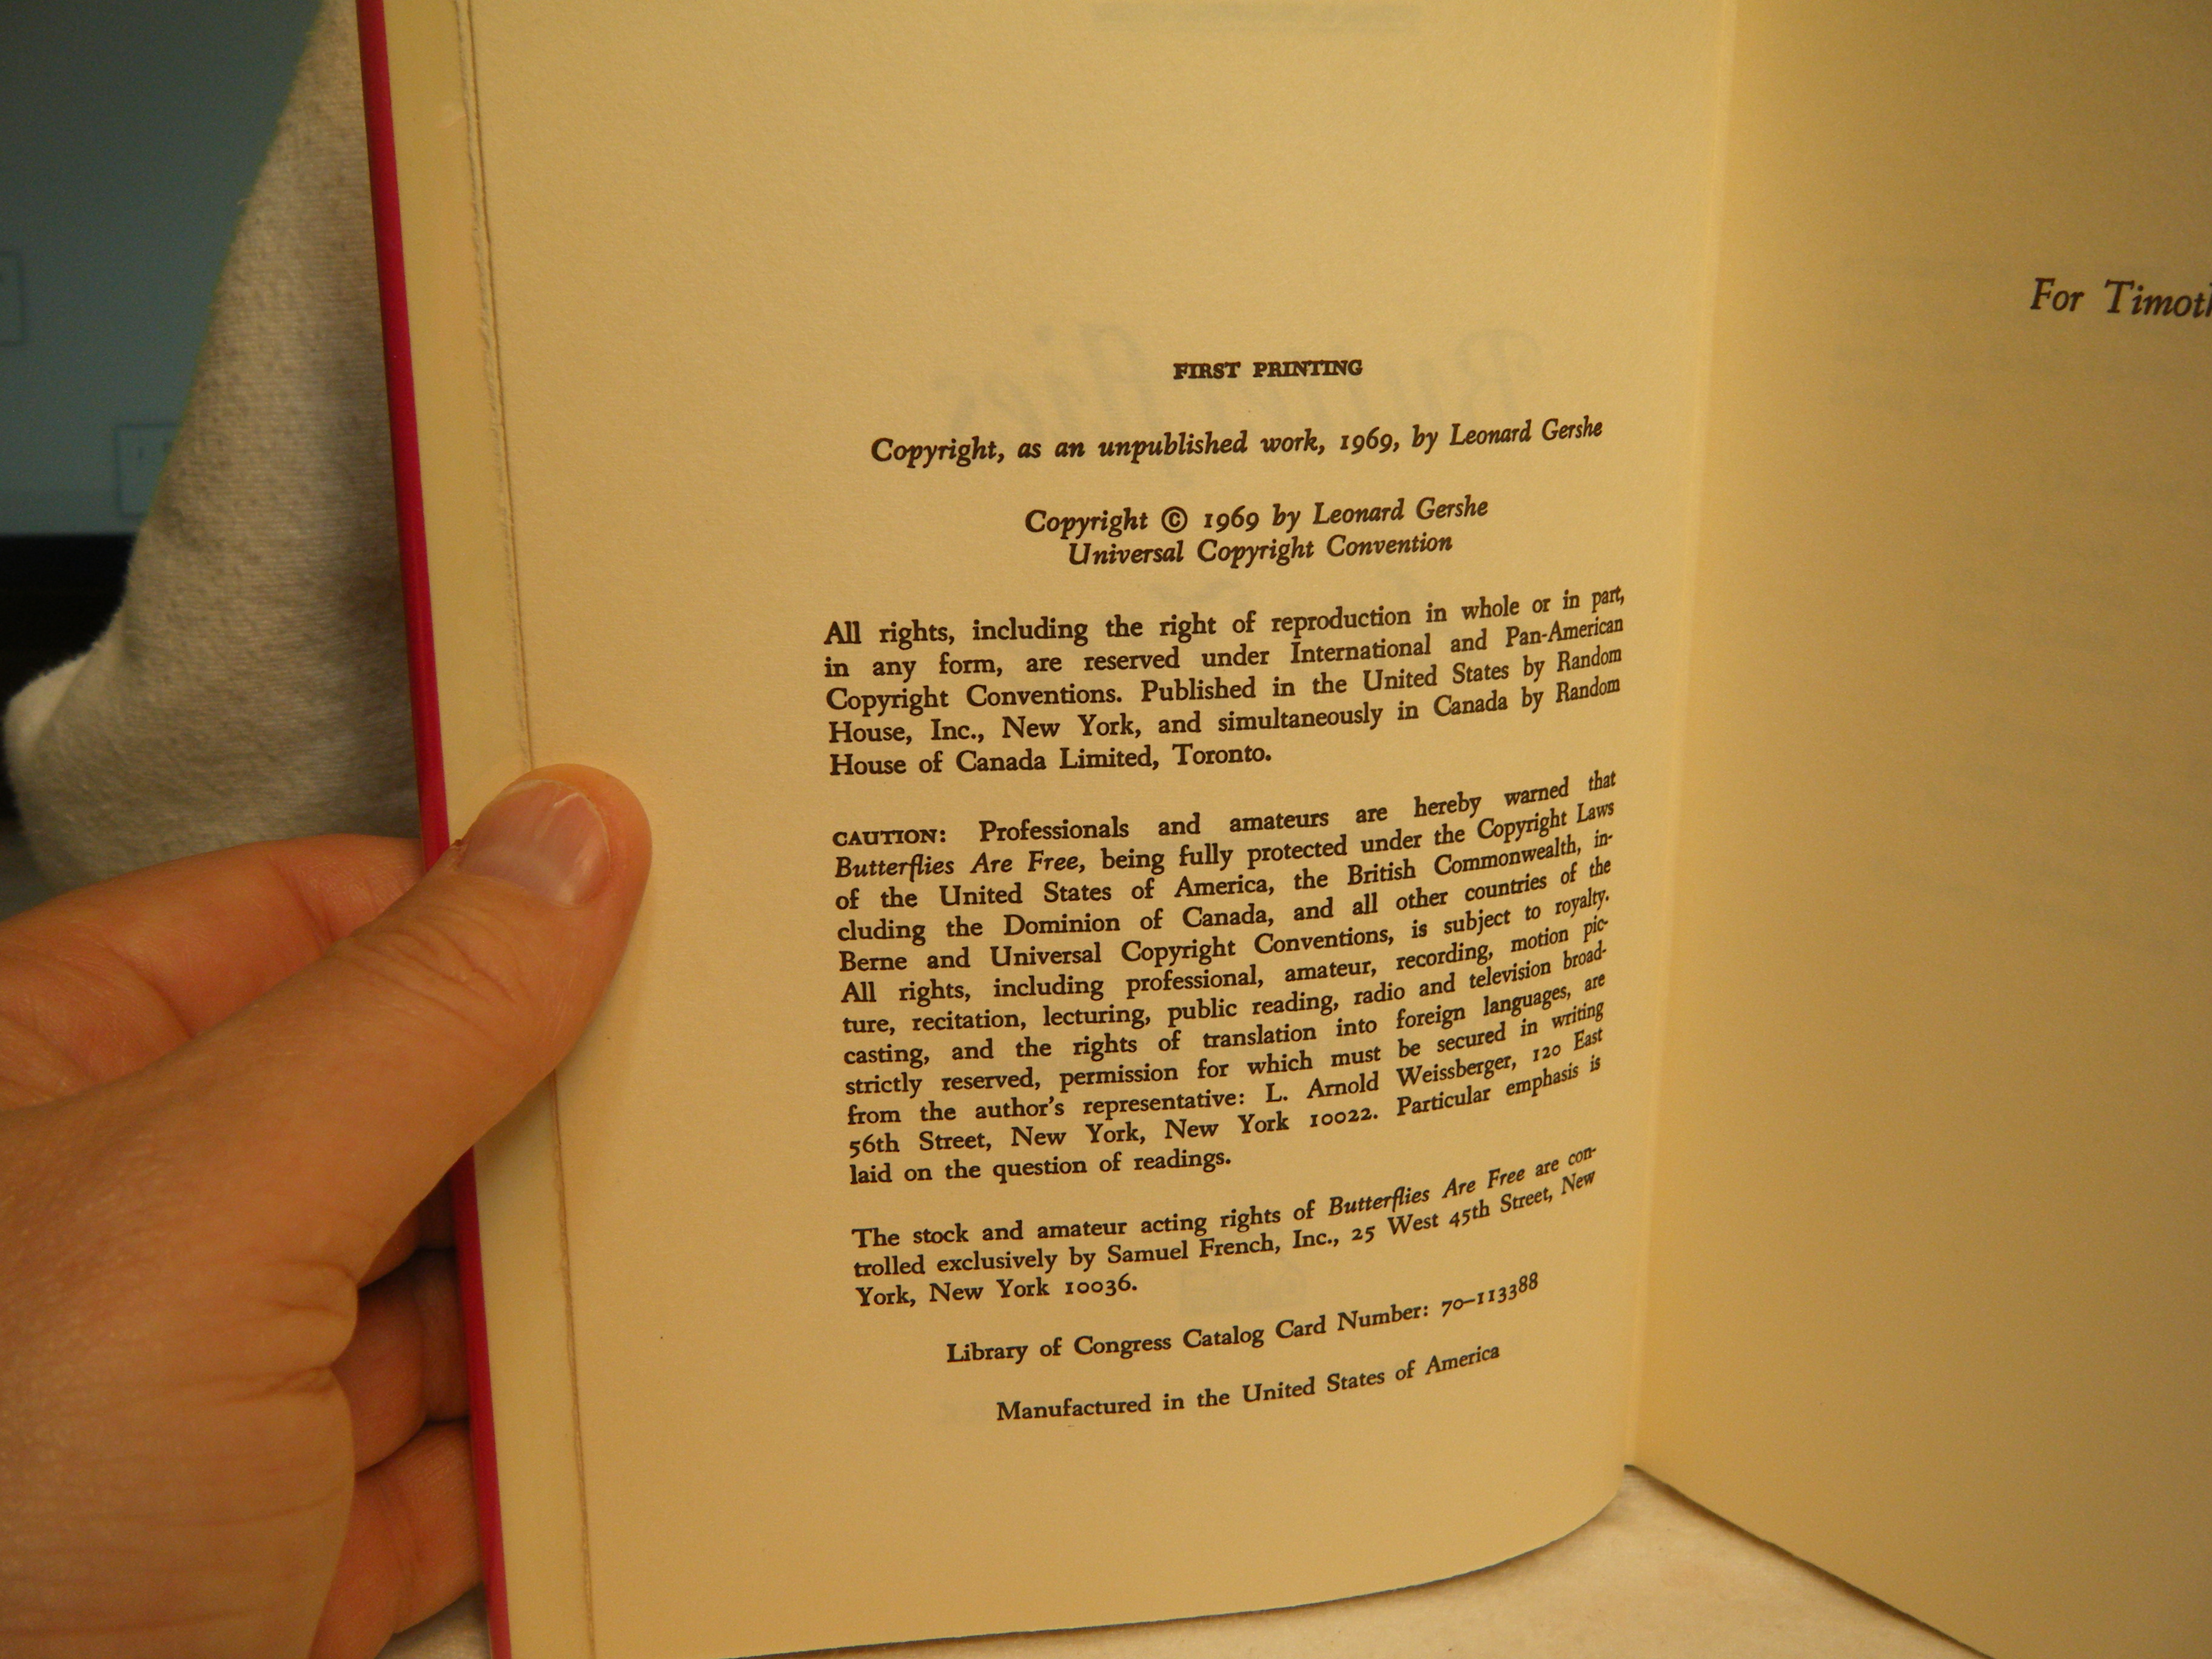 FIRST PRINTING
Copyright, as an unpublished work, 1969, by Leonard Gershe
Copyright © 1969 by Leonard Gershe
Universal Copyright Convention
All rights, including the right of reproduction in whole or in part,
in any form, are reserved under International and Pan-American
Copyright Conventions. Published in the United States by Random
House, Inc., New York, and simultaneously in Canada by Random
House of Canada Limited, Toronto.
CAUTION: Professionals and amateurs are hereby warned that
Butterflies Are Free, being fully protected under the Copyright Laws
of the United States of America, the British Commonwealth, in-
cluding the Dominion of Canada, and all other countries of the
Berne and Universal Copyright Conventions, is subject to royalty.
All rights, including professional, amateur, recording, motion pic-
ture, recitation, lecturing, public reading, radio and television broad-
casting, and the rights of translation into foreign languages, are
strictly reserved, permission for which must be secured in writing
from the author's representative: L. Arnold Weissberger, 120 East
56th Street, New York, New York 10022. Particular emphasis is
laid on the question of readings.
The stock and amateur acting rights of Butterflies Are Free are con-
trolled exclusively by Samuel French, Inc., 25 West 45th Street, New
York, New York 10036.
Library of Congress Catalog Card Number: 70–113388
Manufactured in the United States of America
For